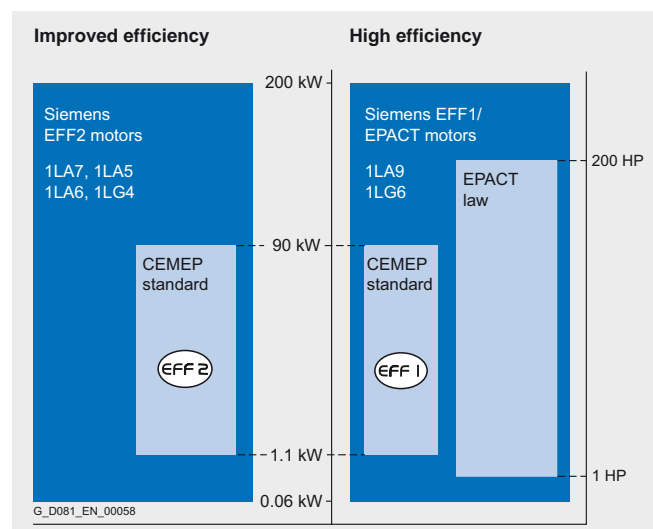 Improved efficiency
High efficiency
200 kW
Siemens
EFF2 motors
1LA7, 1LA5
1LA6, 1LG4
Siemens EFF1/
EPACT motors
1LA9
1LG6
200 HP
EPACT
law
90 kW
CEMEP
standard
EFF 2
CEMEP
standard
EFF 1
1.1 kW
1 HP
0.06 kW
G_D081_EN_00058